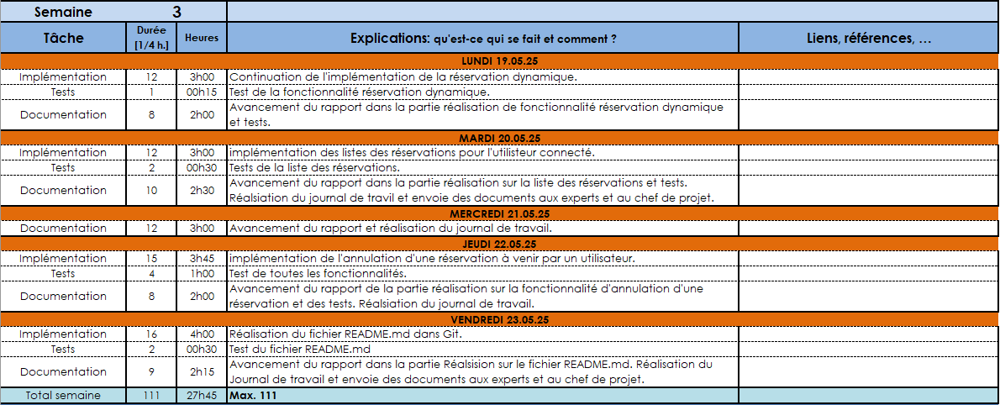 Semaine 3
Tâche Durée [1/4 h.] Heures Explications: qu'est-ce qui se fait et comment ? Liens, références, …
LUNDI 19.05.25
Implémentation 12 3h00 Continuation de l'implémentation de la réservation dynamique.
Tests 1 00h15 Test de la fonctionnalité réservation dynamique.
Documentation 8 2h00 Avancement du rapport dans la partie réalisation de fonctionnalité réservation dynamique
et tests.
MARDI 20.05.25
Implémentation 12 3h00 implémentation des listes des réservations pour l'utilisteur connecté.
Tests 2 00h30 Tests de la liste des réservations.
Documentation 10 2h30 Avancement du rapport dans la partie réalisation sur la liste des réservations et tests.
Réalsiation du journal de travil et envoie des documents aux experts et au chef de projet.
MERCREDI 21.05.25
Documentation 12 3h00 Avancement du rapport et réalisation du journal de travail.
JEUDI 22.05.25
Implémentation 15 3h45 implémentation de l'annulation d'une réservation à venir par un utilisateur.
Tests 4 1h00 Test de toutes les fonctionnalités.
Documentation 8 2h00 Avancement du rapport de la partie réalisation sur la fonctionnalité d'annulation d'une
réservation et des tests. Réalsiation du journal de travail.
VENDREDI 23.05.25
Implémentation 16 4h00 Réalisation du fichier README.md dans Git.
Tests 2 00h30 Test du fichier README.md
Documentation 9 2h15 Avancement du rapport dans la partie Réalsision sur le fichier README.md. Réalisation du
Journal de travail et envoie des documents aux experts et au chef de projet.
Total semaine 111 27h45 Max. 111